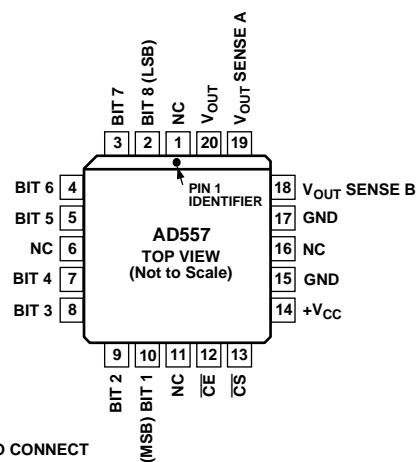 BIT 7
BIT 8 (LSB)
NC
VOUT
VOUT SENSE A
3 2 1 20 19
BIT 6 4
BIT 5 5
NC 6
BIT 4 7
BIT 3 8
PIN 1
IDENTIFIER
AD557
TOP VIEW
(Not to Scale)
18 VOUT SENSE B
17 GND
16 NC
15 GND
14 +VCC
9 10 11 12 13
BIT 2
(MSB) BIT 1
NC
C̅E̅
C̅S̅
CONNECT